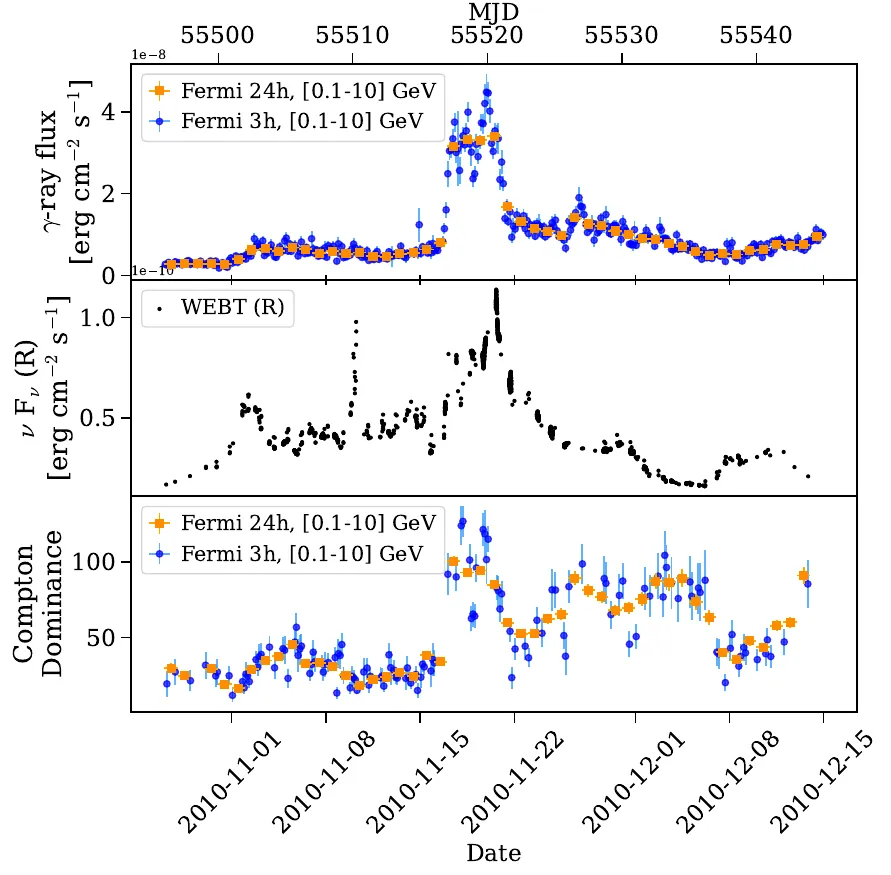 MJD
55500 55510 55520 55530 55540
1e−8
Fermi 24h, [0.1-10] GeV
Fermi 3h, [0.1-10] GeV
γ-ray flux
[erg cm−2 s−1]
4
2
0
1e−10
WEBT (R)
ν Fν (R)
[erg cm−2 s−1]
1.0
0.5
Fermi 24h, [0.1-10] GeV
Fermi 3h, [0.1-10] GeV
Compton
Dominance
100
50
2010-11-01 2010-11-08 2010-11-15 2010-11-22 2010-12-01 2010-12-08 2010-12-15
Date